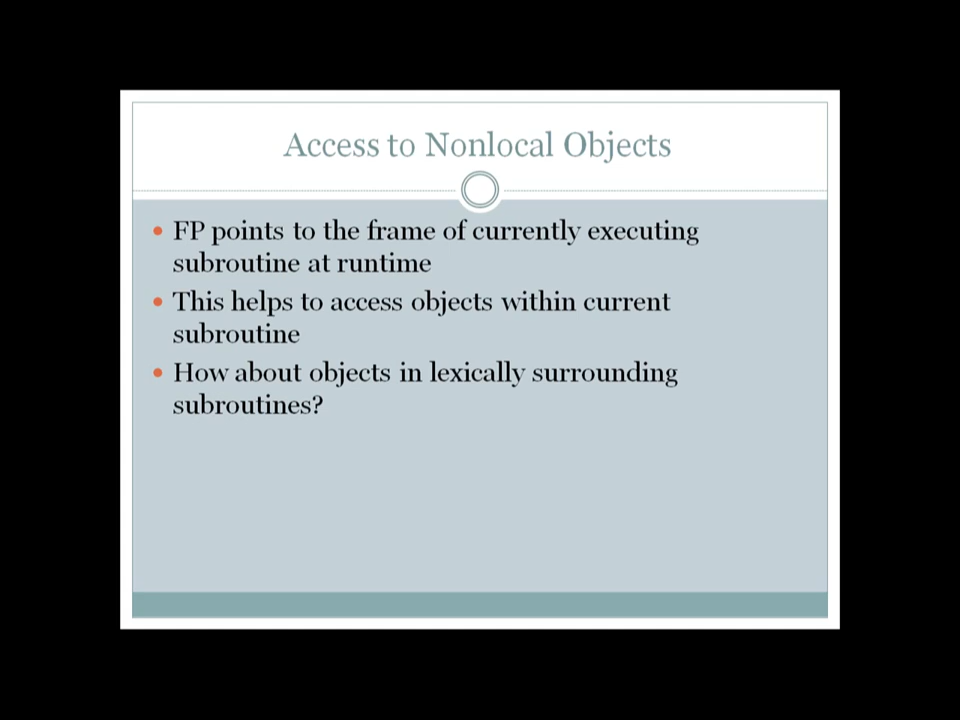 Access to Nonlocal Objects
• FP points to the frame of currently executing
subroutine at runtime
• This helps to access objects within current
subroutine
• How about objects in lexically surrounding
subroutines?